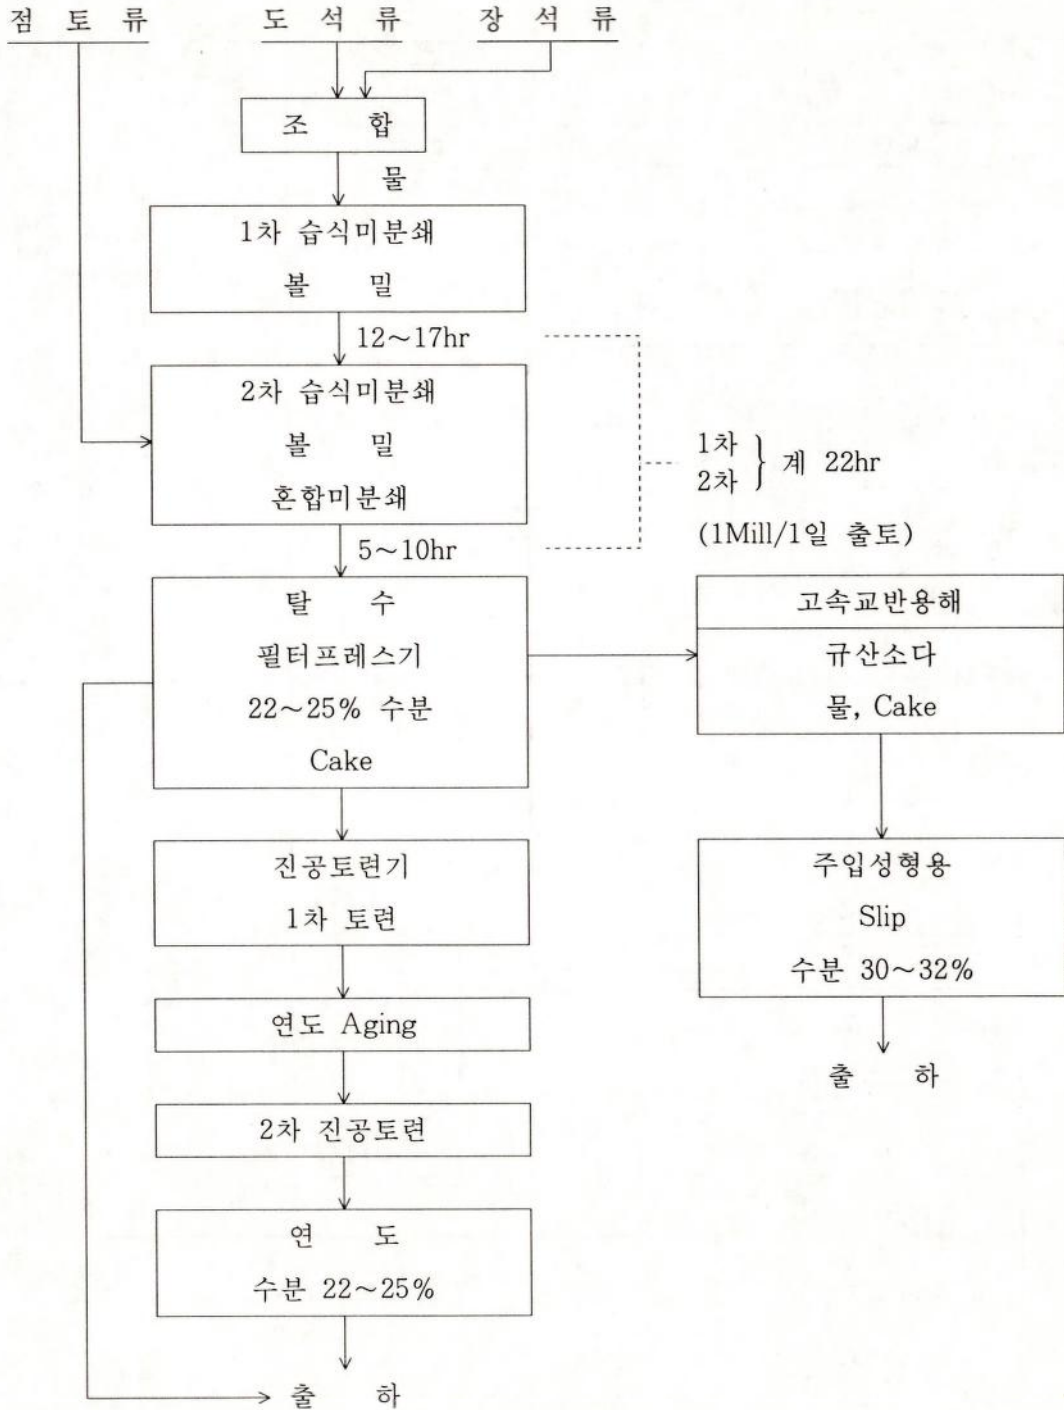 점 토 류
도 석 류
장 석 류
조 합
물
1차 습식미분쇄
볼 밀
12~17hr
2차 습식미분쇄
볼 밀
혼합미분쇄
1차
2차
계 22hr
(1Mill/1일 출토)
5~10hr
탈 수
필터프레스기
22~25% 수분
Cake
고속교반용해
규산소다
물, Cake
진공토련기
1차 토련
주입성형용
Slip
수분 30~32%
출 하
연도 Aging
2차 진공토련
연 도
수분 22~25%
출 하